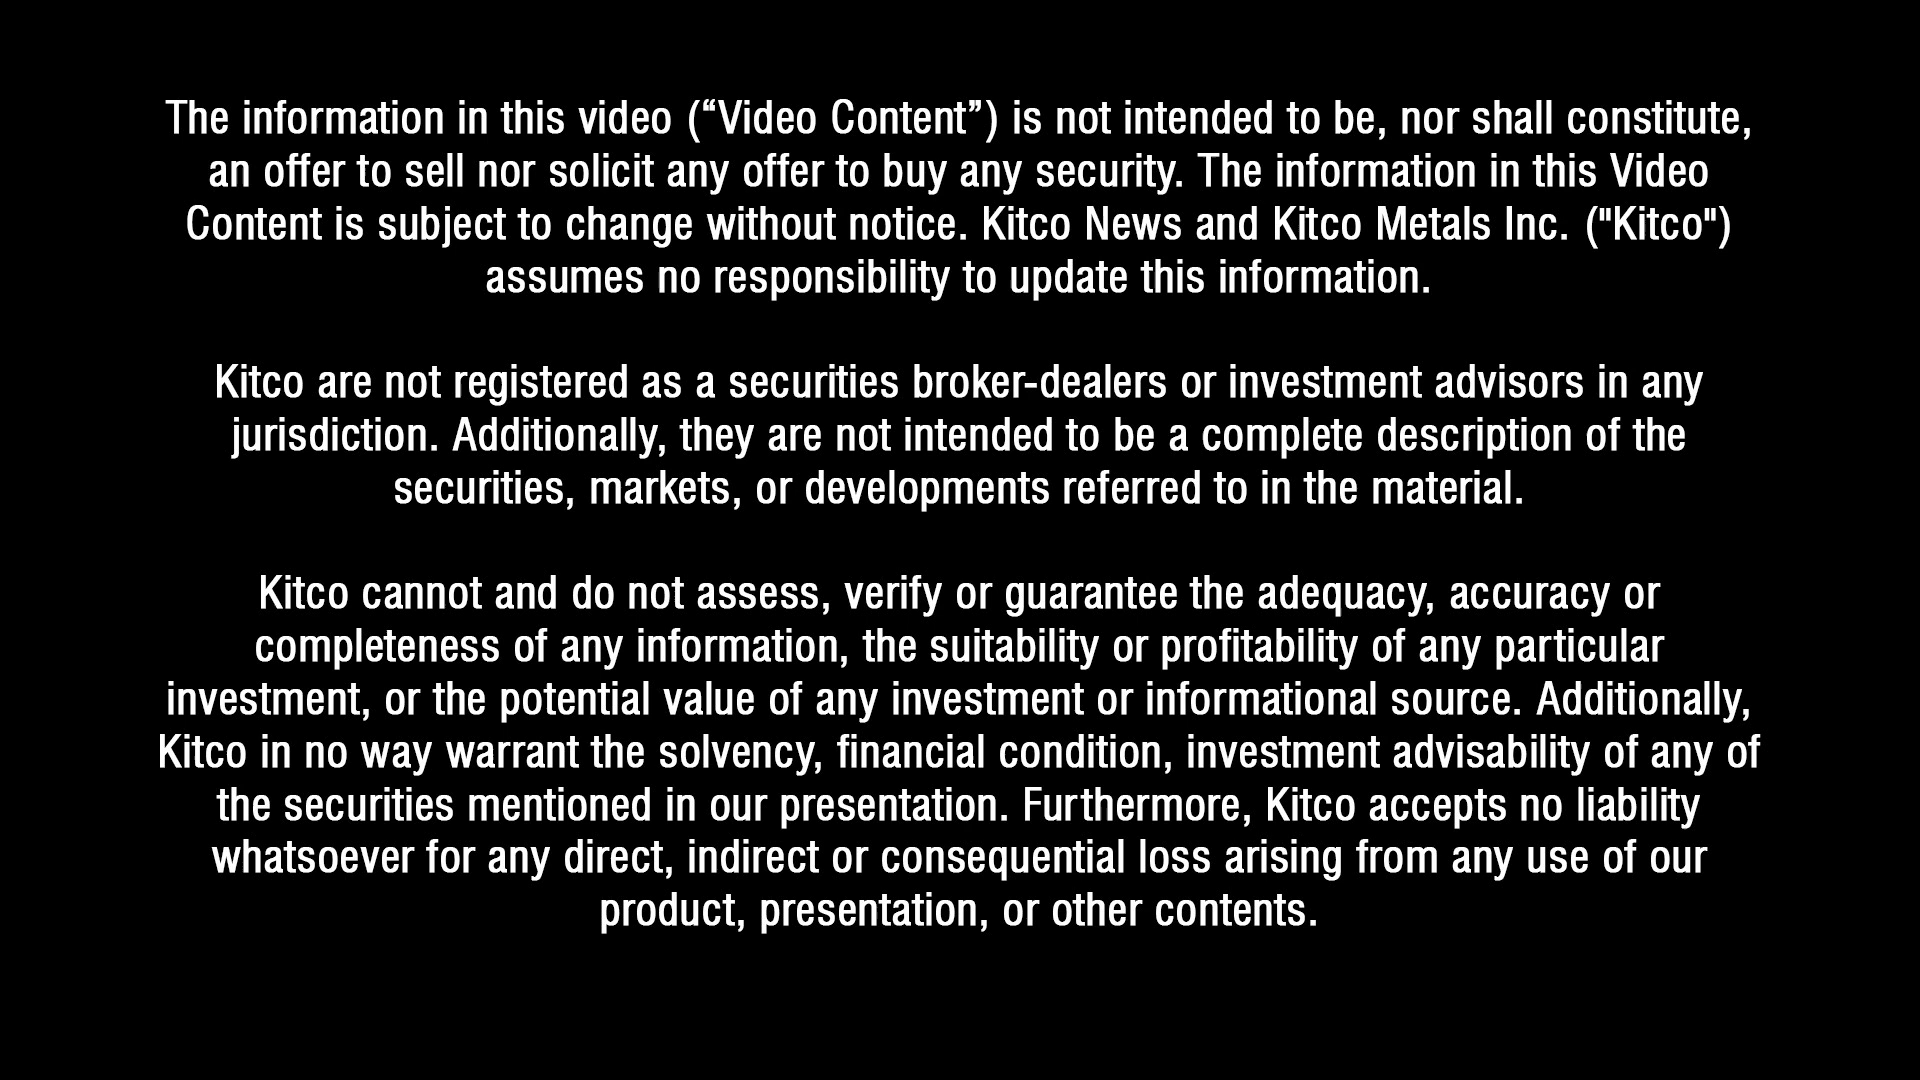 The information in this video (“Video Content”) is not intended to be, nor shall constitute,
an offer to sell nor solicit any offer to buy any security. The information in this Video
Content is subject to change without notice. Kitco News and Kitco Metals Inc. ("Kitco")
assumes no responsibility to update this information.
Kitco are not registered as a securities broker-dealers or investment advisors in any
jurisdiction. Additionally, they are not intended to be a complete description of the
securities, markets, or developments referred to in the material.
Kitco cannot and do not assess, verify or guarantee the adequacy, accuracy or
completeness of any information, the suitability or profitability of any particular
investment, or the potential value of any investment or informational source. Additionally,
Kitco in no way warrant the solvency, financial condition, investment advisability of any of
the securities mentioned in our presentation. Furthermore, Kitco accepts no liability
whatsoever for any direct, indirect or consequential loss arising from any use of our
product, presentation, or other contents.